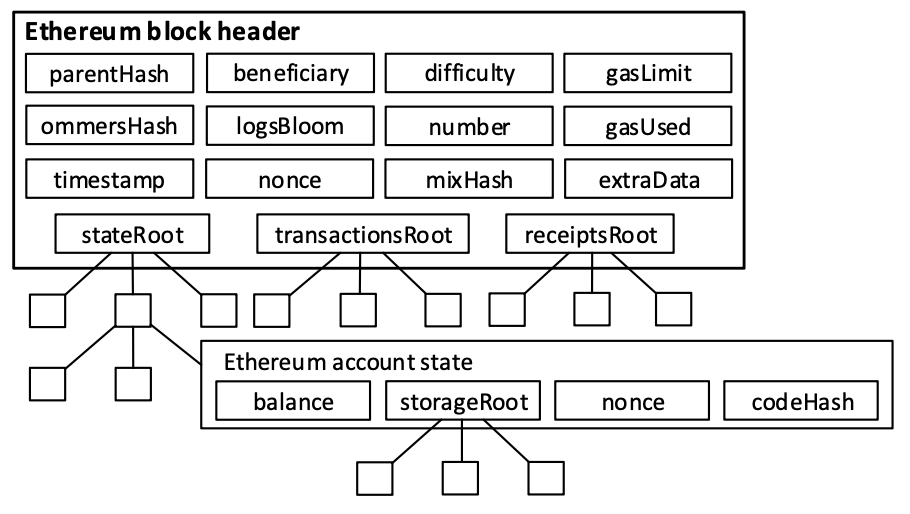 Ethereum block header
parentHash beneficiary difficulty gasLimit
ommersHash logsBloom number gasUsed
timestamp nonce mixHash extraData
stateRoot transactionsRoot receiptsRoot
Ethereum account state
balance storageRoot nonce codeHash